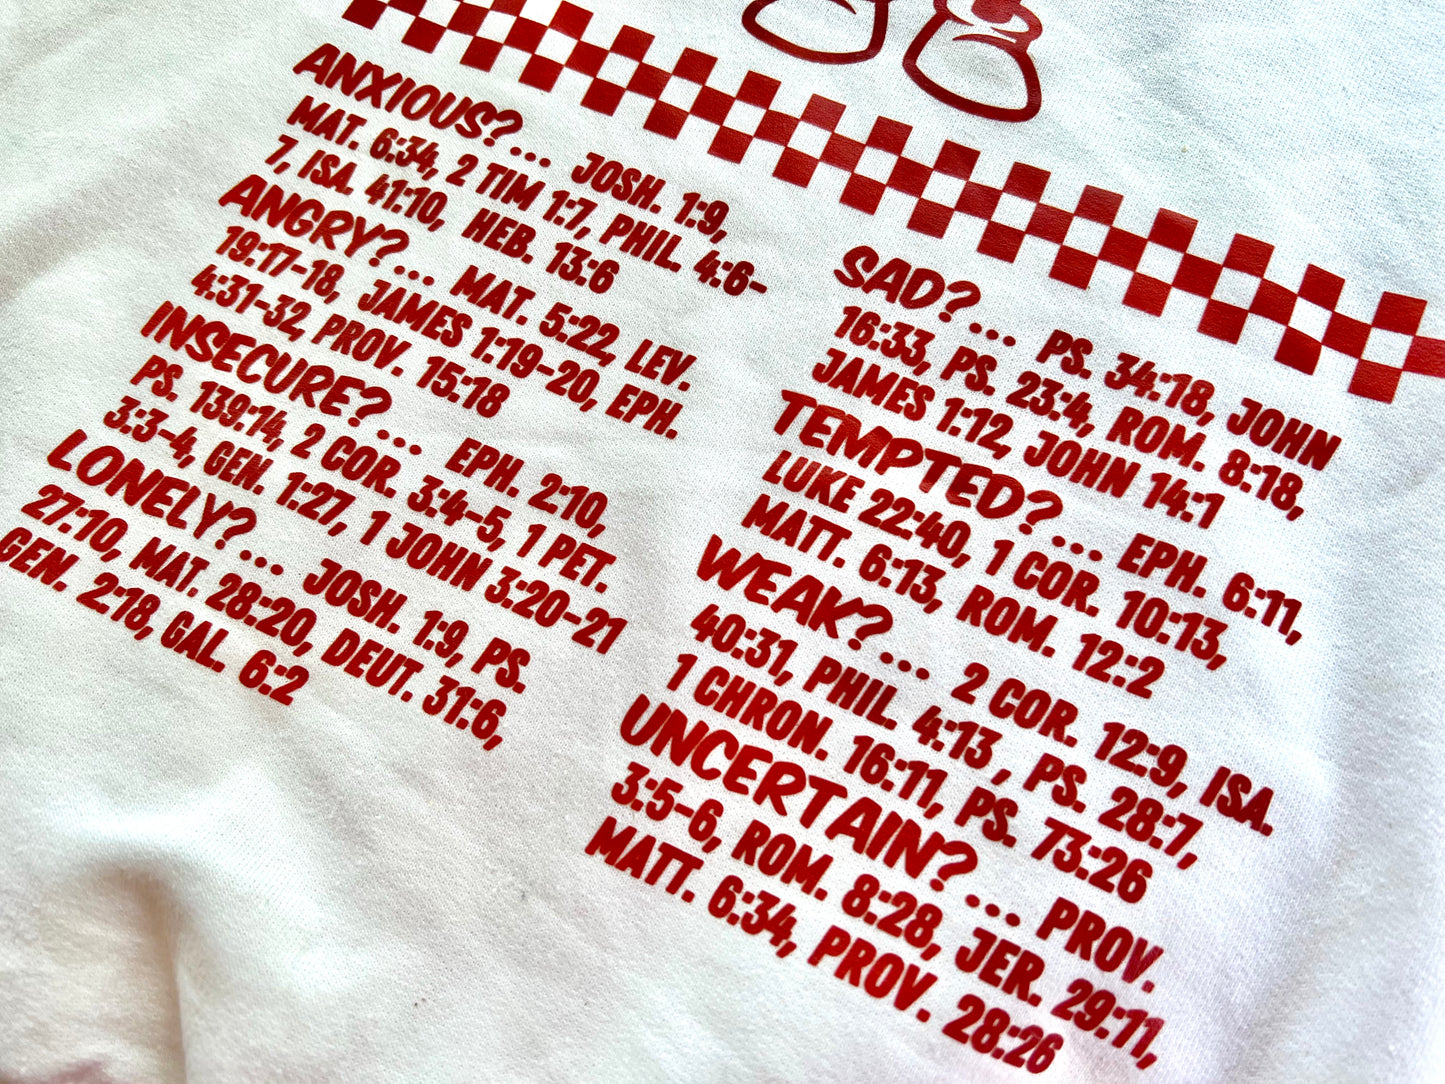 ANXIOUS?... JOSH. 1:9,
MAT. 6:34, 2 TIM 1:7, PHIL. 4:6-
7, ISA. 41:10, HEB. 13:6
ANGRY?... MAT. 5:22, LEV.
19:17-18, JAMES 1:19-20, EPH.
4:31-32, PROV. 15:18
INSECURE?... EPH. 2:10,
PS. 139:14, 2 COR. 3:4-5, 1 PET.
3:3-4, GEN. 1:27, 1 JOHN 3:20-21
LONELY?... JOSH. 1:9, PS.
27:10, MAT. 28:20, DEUT. 31:6,
GEN. 2:18, GAL. 6:2
SAD?... PS. 34:18, JOHN
16:33, PS. 23:4, ROM. 8:18,
JAMES 1:12, JOHN 14:1
TEMPTED?... EPH. 6:11,
LUKE 22:40, 1 COR. 10:13,
MATT. 6:13, ROM. 12:2
WEAK?... 2 COR. 12:9, ISA.
40:31, PHIL. 4:13, PS. 28:7,
1 CHRON. 16:11, PS. 73:26
UNCERTAIN?... PROV.
3:5-6, ROM. 8:28, JER. 29:11,
MATT. 6:34, PROV. 28:26